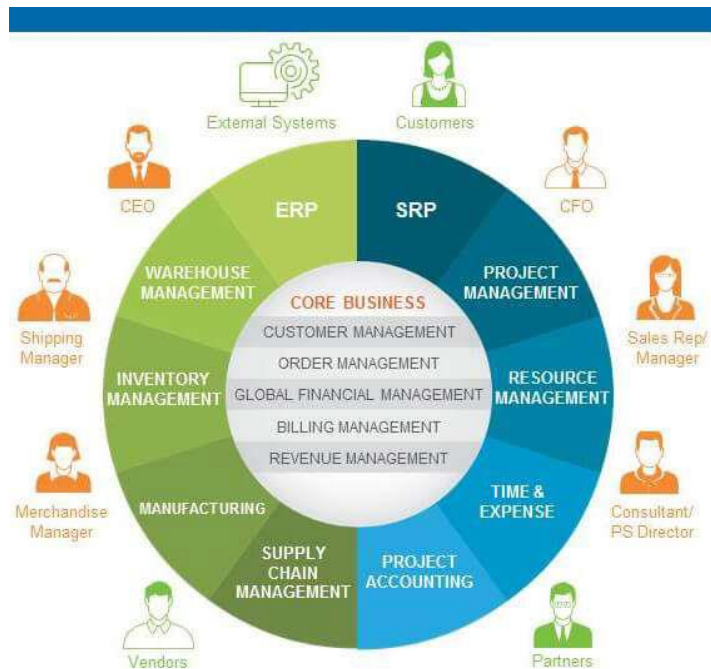 External Systems
Customers
CEO
CFO
ERP
SRP
WAREHOUSE
MANAGEMENT
PROJECT
MANAGEMENT
Shipping
Manager
Sales Rep/
Manager
CORE BUSINESS
CUSTOMER MANAGEMENT
ORDER MANAGEMENT
GLOBAL FINANCIAL MANAGEMENT
BILLING MANAGEMENT
REVENUE MANAGEMENT
INVENTORY
MANAGEMENT
RESOURCE
MANAGEMENT
Merchandise
Manager
MANUFACTURING
TIME &
EXPENSE
Consultant/
PS Director
SUPPLY
CHAIN
MANAGEMENT
PROJECT
ACCOUNTING
Vendors
Partners